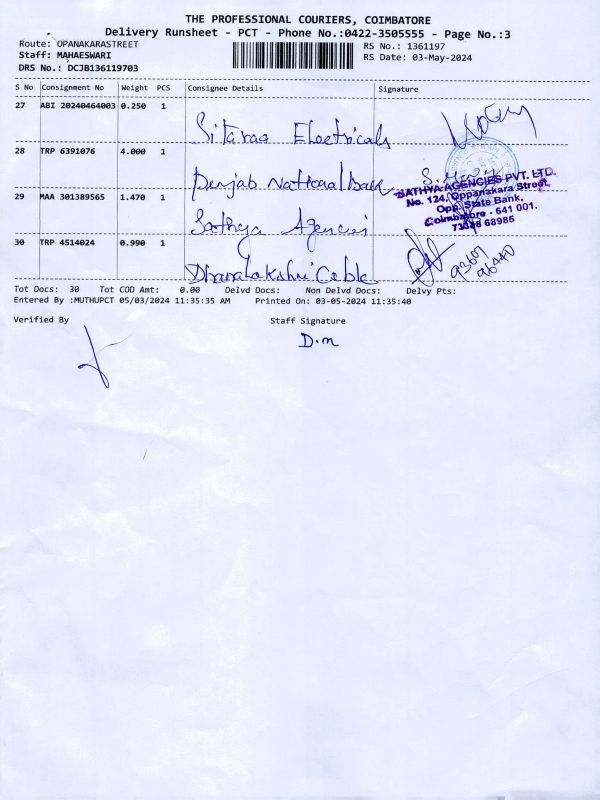 THE PROFESSIONAL COURIERS, COIMBATORE
Delivery Runsheet - PCT - Phone No.:0422-3505555 - Page No.:3
Route: OPANAKARASTREET
RS No.: 1361197
Staff: MAHAESWARI
RS Date: 03-May-2024
DRS No.: DCJB136119703
S No Consignment No Weight PCS Consignee Details Signature
27 ABI 20240464003 0.250 1
Sitaraa Electricals
28 TRP 6391076 4.000 1
Punjab National Bank
29 MAA 301389565 1.470 1
Sathya Agencies
SATHYA AGENCIES PVT. LTD.
No. 124, Oppanakara Street,
Opp. State Bank,
Coimbatore - 641 001.
73388 68985
30 TRP 4514024 0.990 1
Dhanalakshmi Cable
93607
96440
Tot Docs: 30 Tot COD Amt: 0.00 Delvd Docs: Non Delvd Docs: Delvy Pts:
Entered By :MUTHUPCT 05/03/2024 11:35:35 AM Printed On: 03-05-2024 11:35:40
Verified By Staff Signature
D.m